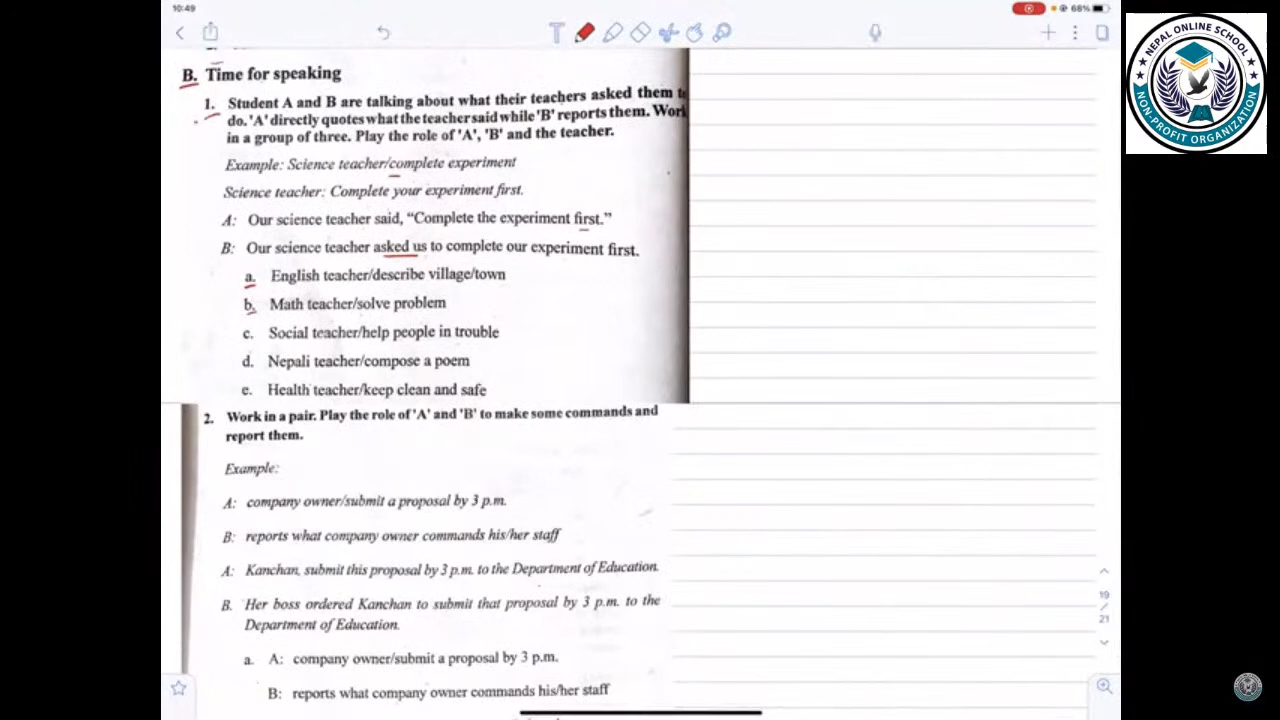 10:49
68%
NEPAL ONLINE SCHOOL
NON-PROFIT ORGANIZATION
B. Time for speaking
1. Student A and B are talking about what their teachers asked them to
do. 'A' directly quotes what the teacher said while 'B' reports them. Work
in a group of three. Play the role of 'A', 'B' and the teacher.
Example: Science teacher/complete experiment
Science teacher: Complete your experiment first.
A: Our science teacher said, “Complete the experiment first.”
B: Our science teacher asked us to complete our experiment first.
a. English teacher/describe village/town
b. Math teacher/solve problem
c. Social teacher/help people in trouble
d. Nepali teacher/compose a poem
e. Health teacher/keep clean and safe
2. Work in a pair. Play the role of 'A' and 'B' to make some commands and
report them.
Example:
A: company owner/submit a proposal by 3 p.m.
B: reports what company owner commands his/her staff
A: Kanchan, submit this proposal by 3 p.m. to the Department of Education.
B. Her boss ordered Kanchan to submit that proposal by 3 p.m. to the
Department of Education.
a. A: company owner/submit a proposal by 3 p.m.
B: reports what company owner commands his/her staff
19
/
21